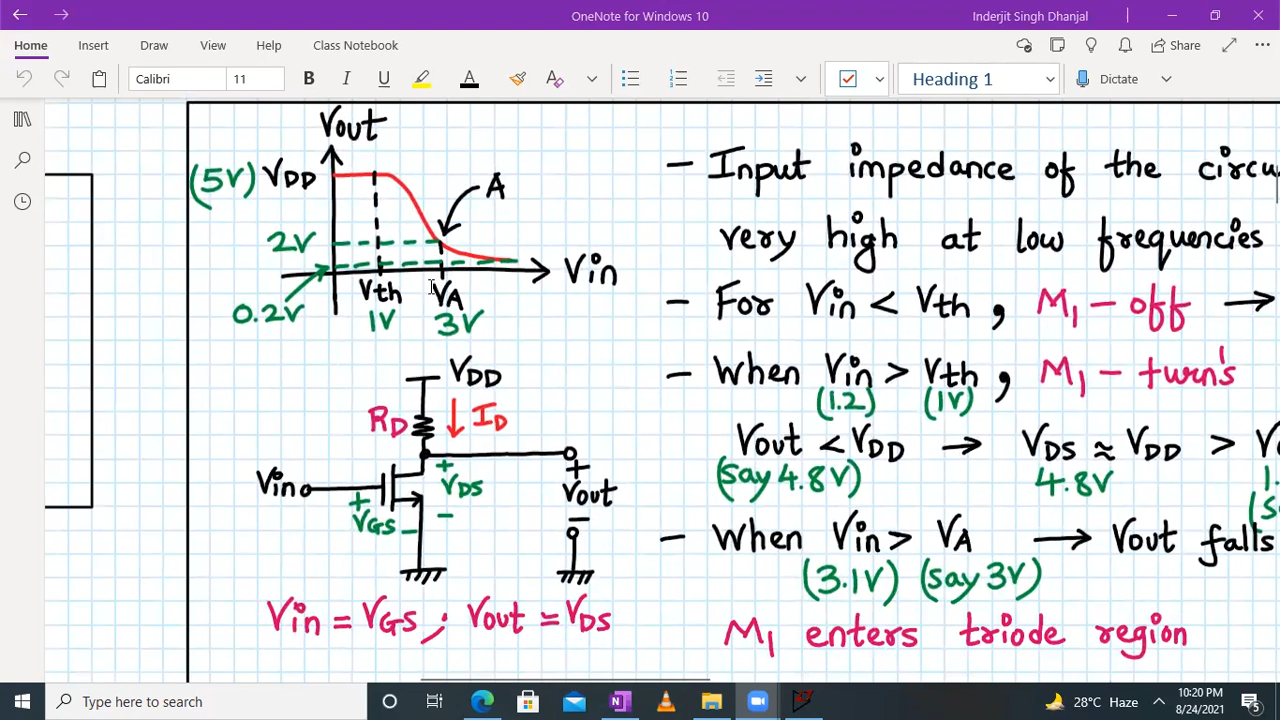 OneNote for Windows 10
Inderjit Singh Dhanjal
Home Insert Draw View Help Class Notebook
Share
Calibri 11 B I U A Heading 1 Dictate
Vout
(5V) VDD
A
2V
0.2V
Vth
1V
VA
3V
Vin
VDD
RD
ID
Vin
+
VGS
-
+
VDS
-
+
Vout
-
Vin = VGS ; Vout = VDS
- Input impedance of the
very high at low frequencies
- For Vin < Vth , M1 - off →
- When Vin > Vth , M1 - turn's
(1.2) (1V)
Vout < VDD → VDS ≈ VDD >
(say 4.8V) 4.8V
- When Vin > VA → Vout falls
(3.1V) (say 3V)
M1 enters triode region
Type here to search
28°C Haze
10:20 PM
8/24/2021
5